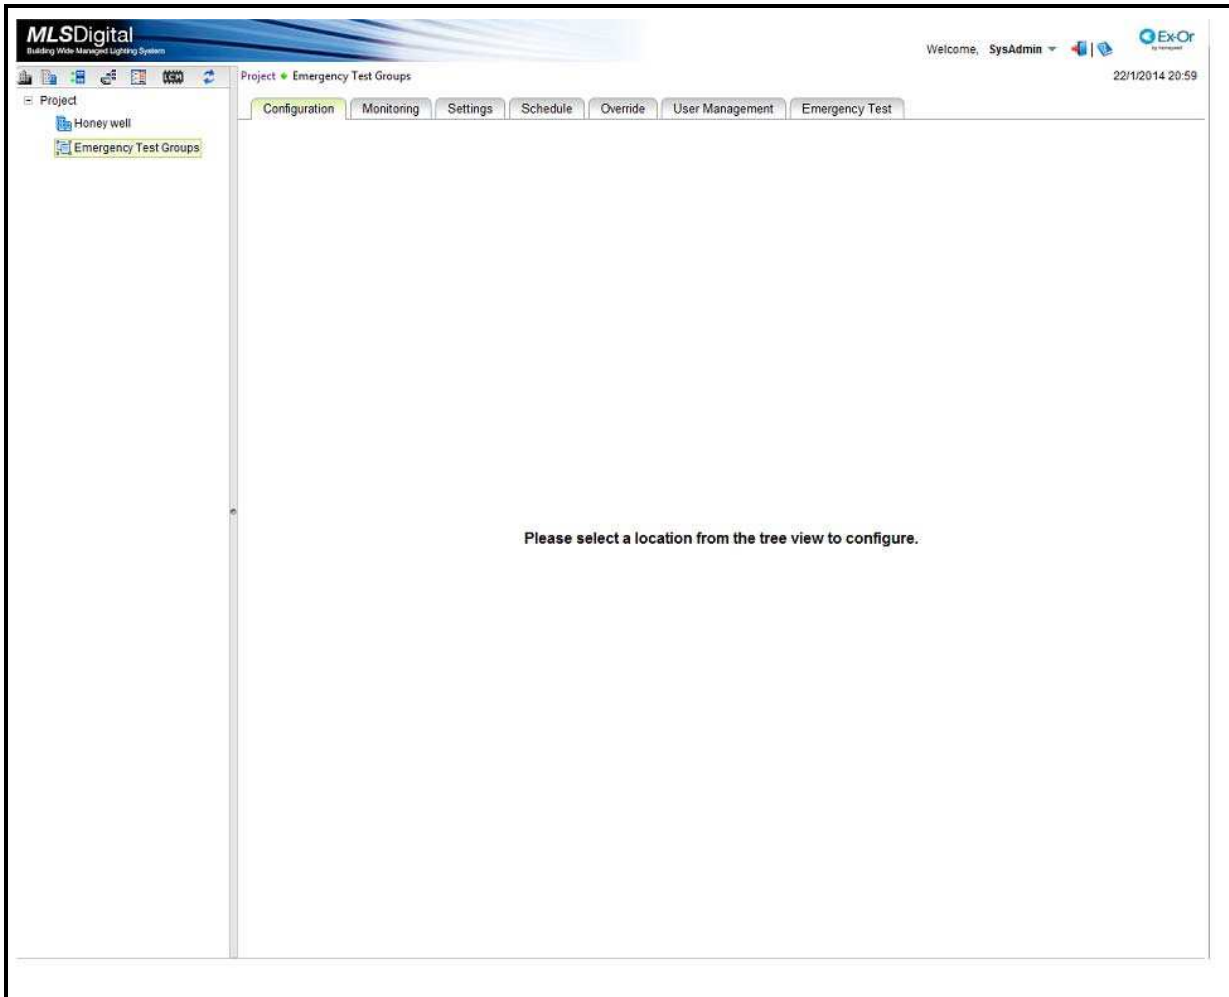 MLSDigital
Building Wide Managed Lighting System
Welcome, SysAdmin
Ex-Or
by Honeywell
Project Emergency Test Groups
22/1/2014 20:59
Project
Honey well
Emergency Test Groups
Configuration
Monitoring
Settings
Schedule
Override
User Management
Emergency Test
Please select a location from the tree view to configure.